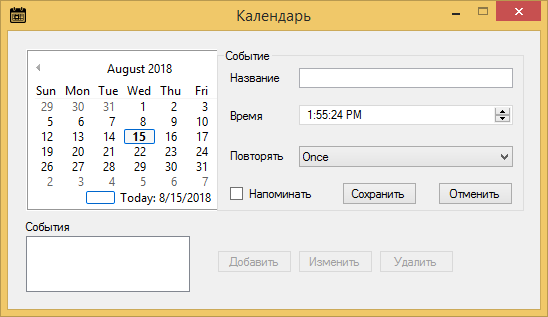 Календарь
August 2018
Sun Mon Tue Wed Thu Fri
29 30 31 1 2 3
5 6 7 8 9 10
12 13 14 15 16 17
19 20 21 22 23 24
26 27 28 29 30 31
2 3 4 5 6 7
Today: 8/15/2018
Событие
Название
Время 1:55:24 PM
Повторять Once
Напоминать Сохранить Отменить
События
Добавить Изменить Удалить